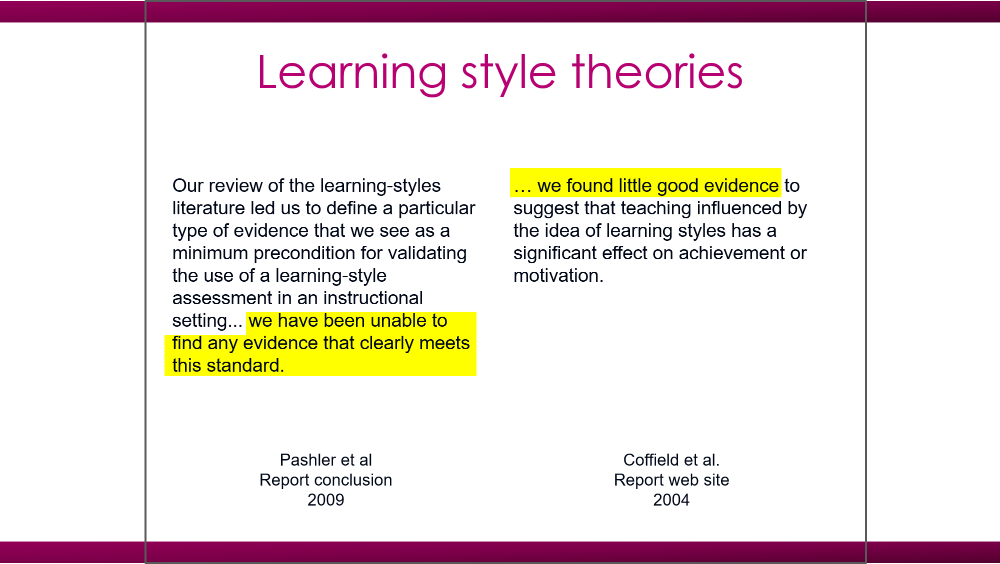 Learning style theories
Our review of the learning-styles
literature led us to define a particular
type of evidence that we see as a
minimum precondition for validating
the use of a learning-style
assessment in an instructional
setting... we have been unable to
find any evidence that clearly meets
this standard.
Pashler et al
Report conclusion
2009
… we found little good evidence to
suggest that teaching influenced by
the idea of learning styles has a
significant effect on achievement or
motivation.
Coffield et al.
Report web site
2004